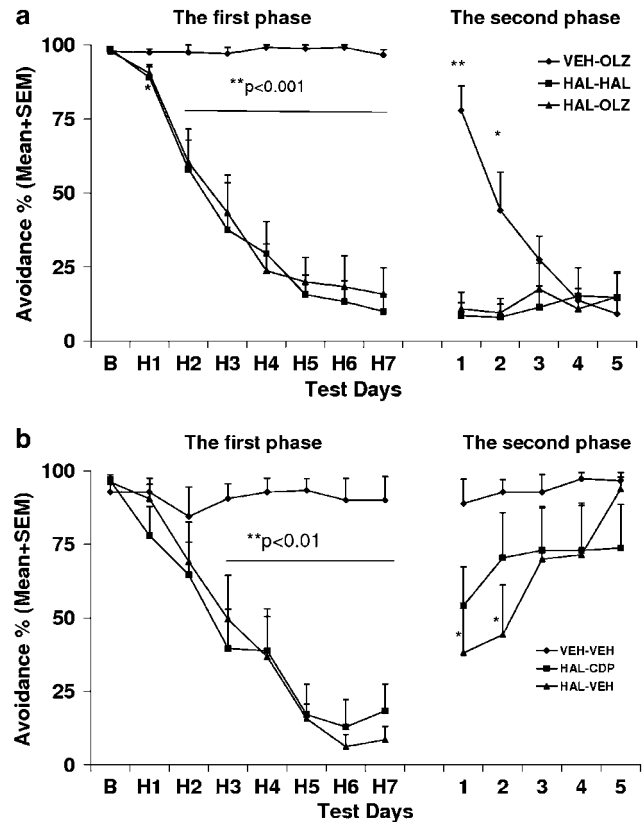 a
The first phase
The second phase
Avoidance % (Mean+SEM)
100
75
50
25
0
*
**p<0.001
**
*
VEH-OLZ
HAL-HAL
HAL-OLZ
B H1 H2 H3 H4 H5 H6 H7 1 2 3 4 5
Test Days
b
The first phase
The second phase
Avoidance % (Mean+SEM)
100
75
50
25
0
**p<0.01
*
*
VEH-VEH
HAL-CDP
HAL-VEH
B H1 H2 H3 H4 H5 H6 H7 1 2 3 4 5
Test Days